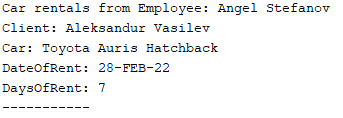 Car rentals from Employee: Angel Stefanov
Client: Aleksandur Vasilev
Car: Toyota Auris Hatchback
DateOfRent: 28-FEB-22
DaysOfRent: 7
-----------